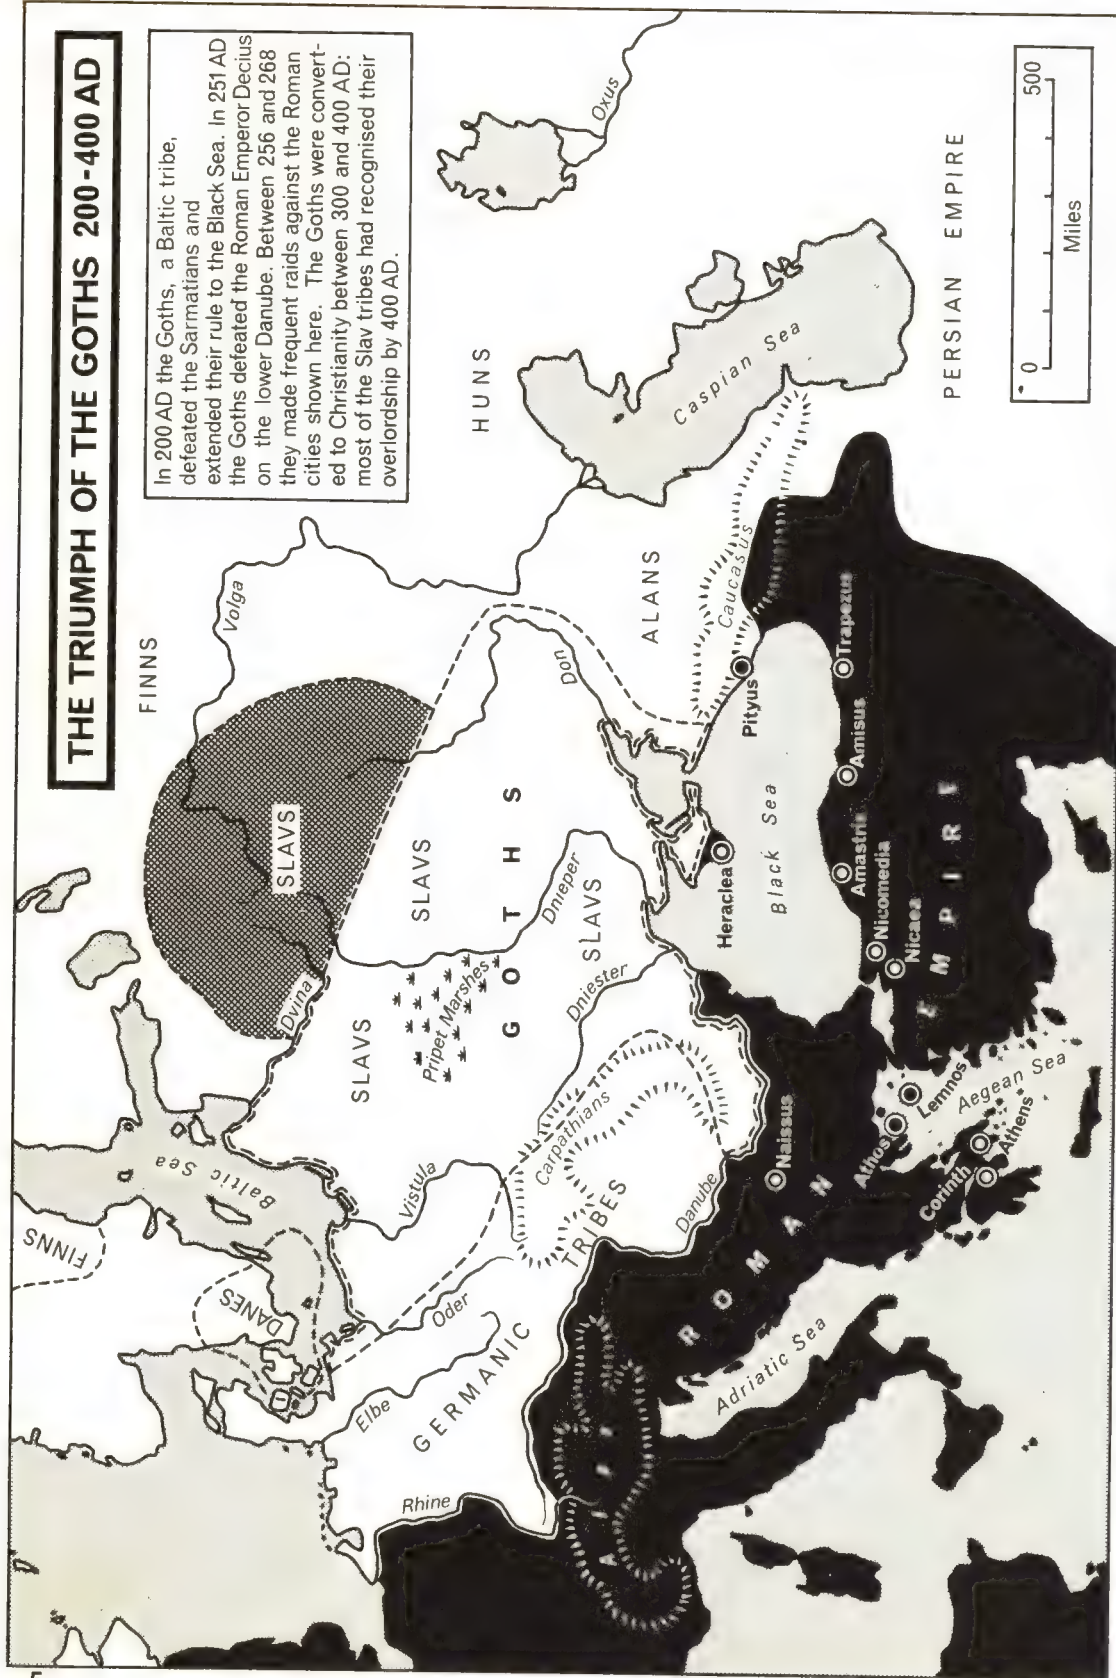 THE TRIUMPH OF THE GOTHS 200-400 AD
In 200 AD the Goths, a Baltic tribe,
defeated the Sarmatians and
extended their rule to the Black Sea. In 251 AD
the Goths defeated the Roman Emperor Decius
on the lower Danube. Between 256 and 268
they made frequent raids against the Roman
cities shown here. The Goths were convert-
ed to Christianity between 300 and 400 AD:
most of the Slav tribes had recognised their
overlordship by 400 AD.
FINNS
FINNS
Volga
Oxus
HUNS
SLAVS
Dvina
Baltic Sea
DANES
SLAVS
SLAVS
Pripet Marshes
GOTHS
Dnieper
SLAVS
Dniester
Don
ALANS
Caspian Sea
Caucasus
Vistula
Oder
Elbe
Rhine
GERMANIC
TRIBES
Carpathians
Danube
Pityus
Heraclea
Black Sea
Trapezus
Amisus
Amastris
Nicomedia
Nicaea
Naissus
Athos
Lemnos
Aegean Sea
Athens
Corinth
Adriatic Sea
ROMAN
EMPIRE
PERSIAN EMPIRE
0
500
Miles
5